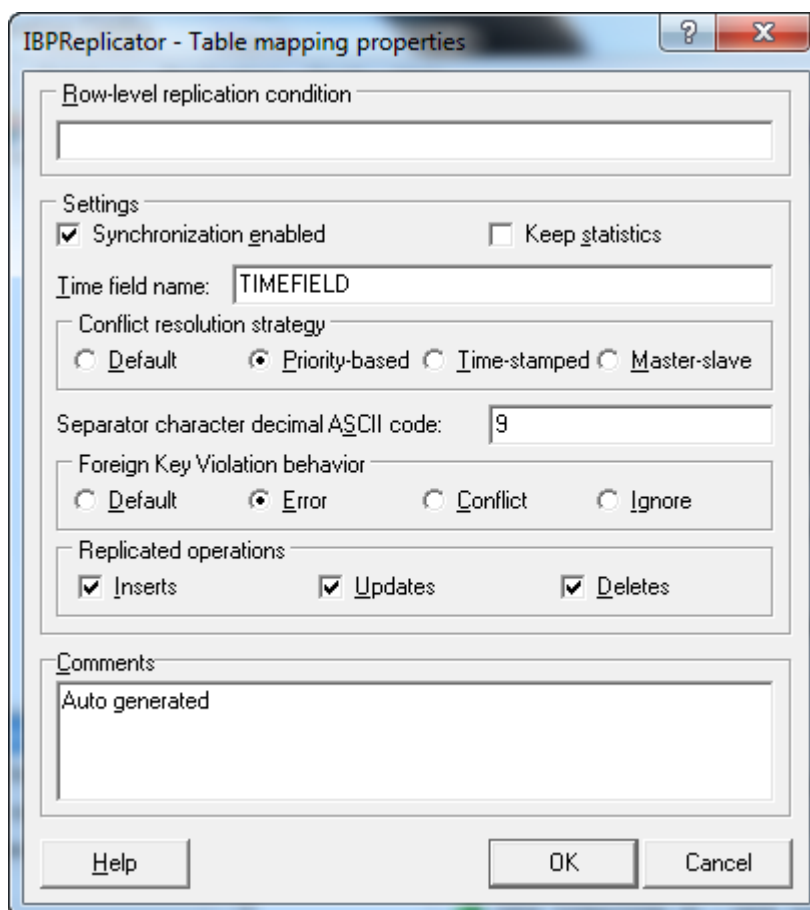 IBPReplicator - Table mapping properties
?
X
Row-level replication condition
Settings
Synchronization enabled Keep statistics
Time field name: TIMEFIELD
Conflict resolution strategy
Default Priority-based Time-stamped Master-slave
Separator character decimal ASCII code: 9
Foreign Key Violation behavior
Default Error Conflict Ignore
Replicated operations
Inserts Updates Deletes
Comments
Auto generated
Help OK Cancel